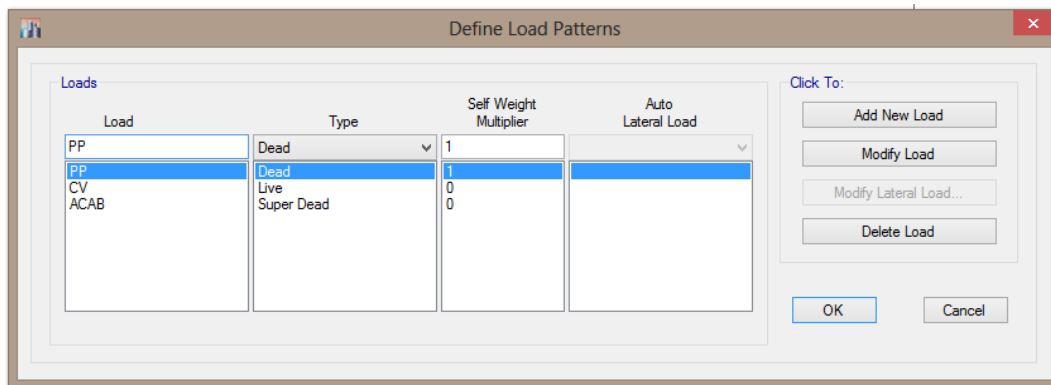 Define Load Patterns
Loads
Load Type Self Weight Multiplier Auto Lateral Load
PP Dead 1
PP Dead 1
CV Live 0
ACAB Super Dead 0
Click To:
Add New Load
Modify Load
Modify Lateral Load...
Delete Load
OK Cancel